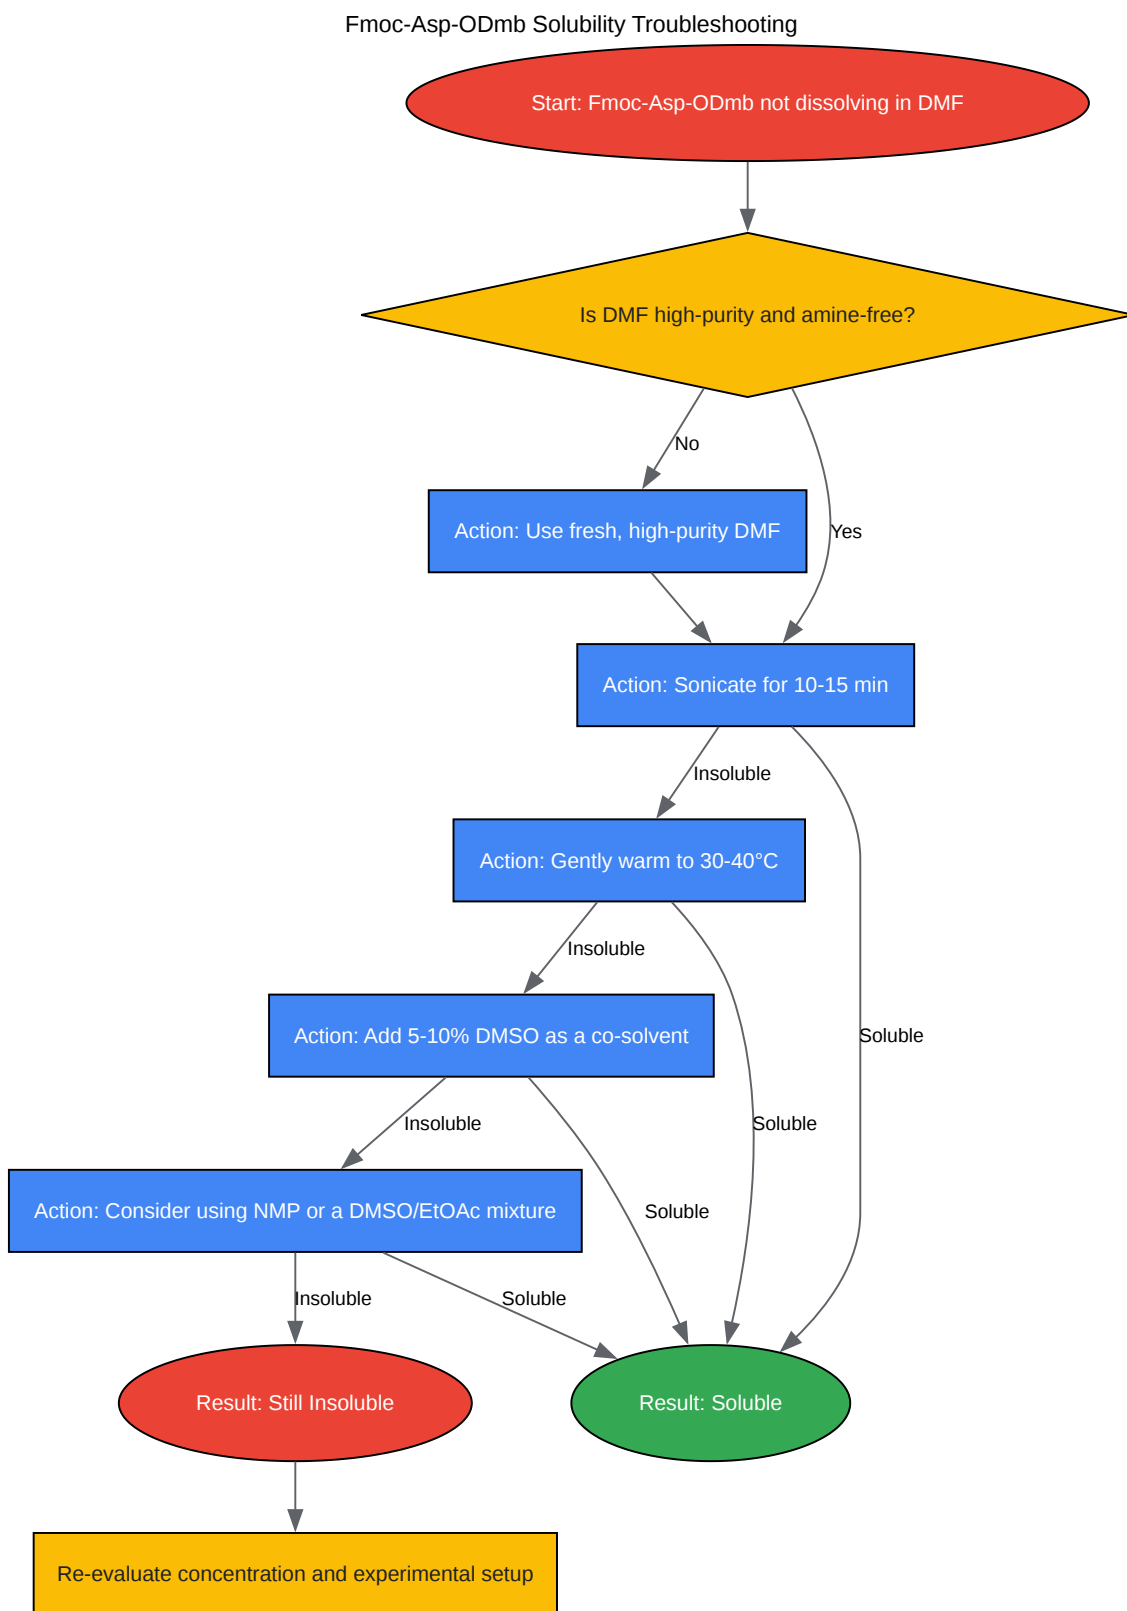 Fmoc-Asp-ODmb Solubility Troubleshooting
Start: Fmoc-Asp-ODmb not dissolving in DMF
Is DMF high-purity and amine-free?
No
Action: Use fresh, high-purity DMF
Yes
Action: Sonicate for 10-15 min
Insoluble
Action: Gently warm to 30-40°C
Insoluble
Action: Add 5-10% DMSO as a co-solvent
Soluble
Insoluble
Soluble
Action: Consider using NMP or a DMSO/EtOAc mixture
Soluble
Insoluble
Soluble
Result: Still Insoluble
Result: Soluble
Re-evaluate concentration and experimental setup